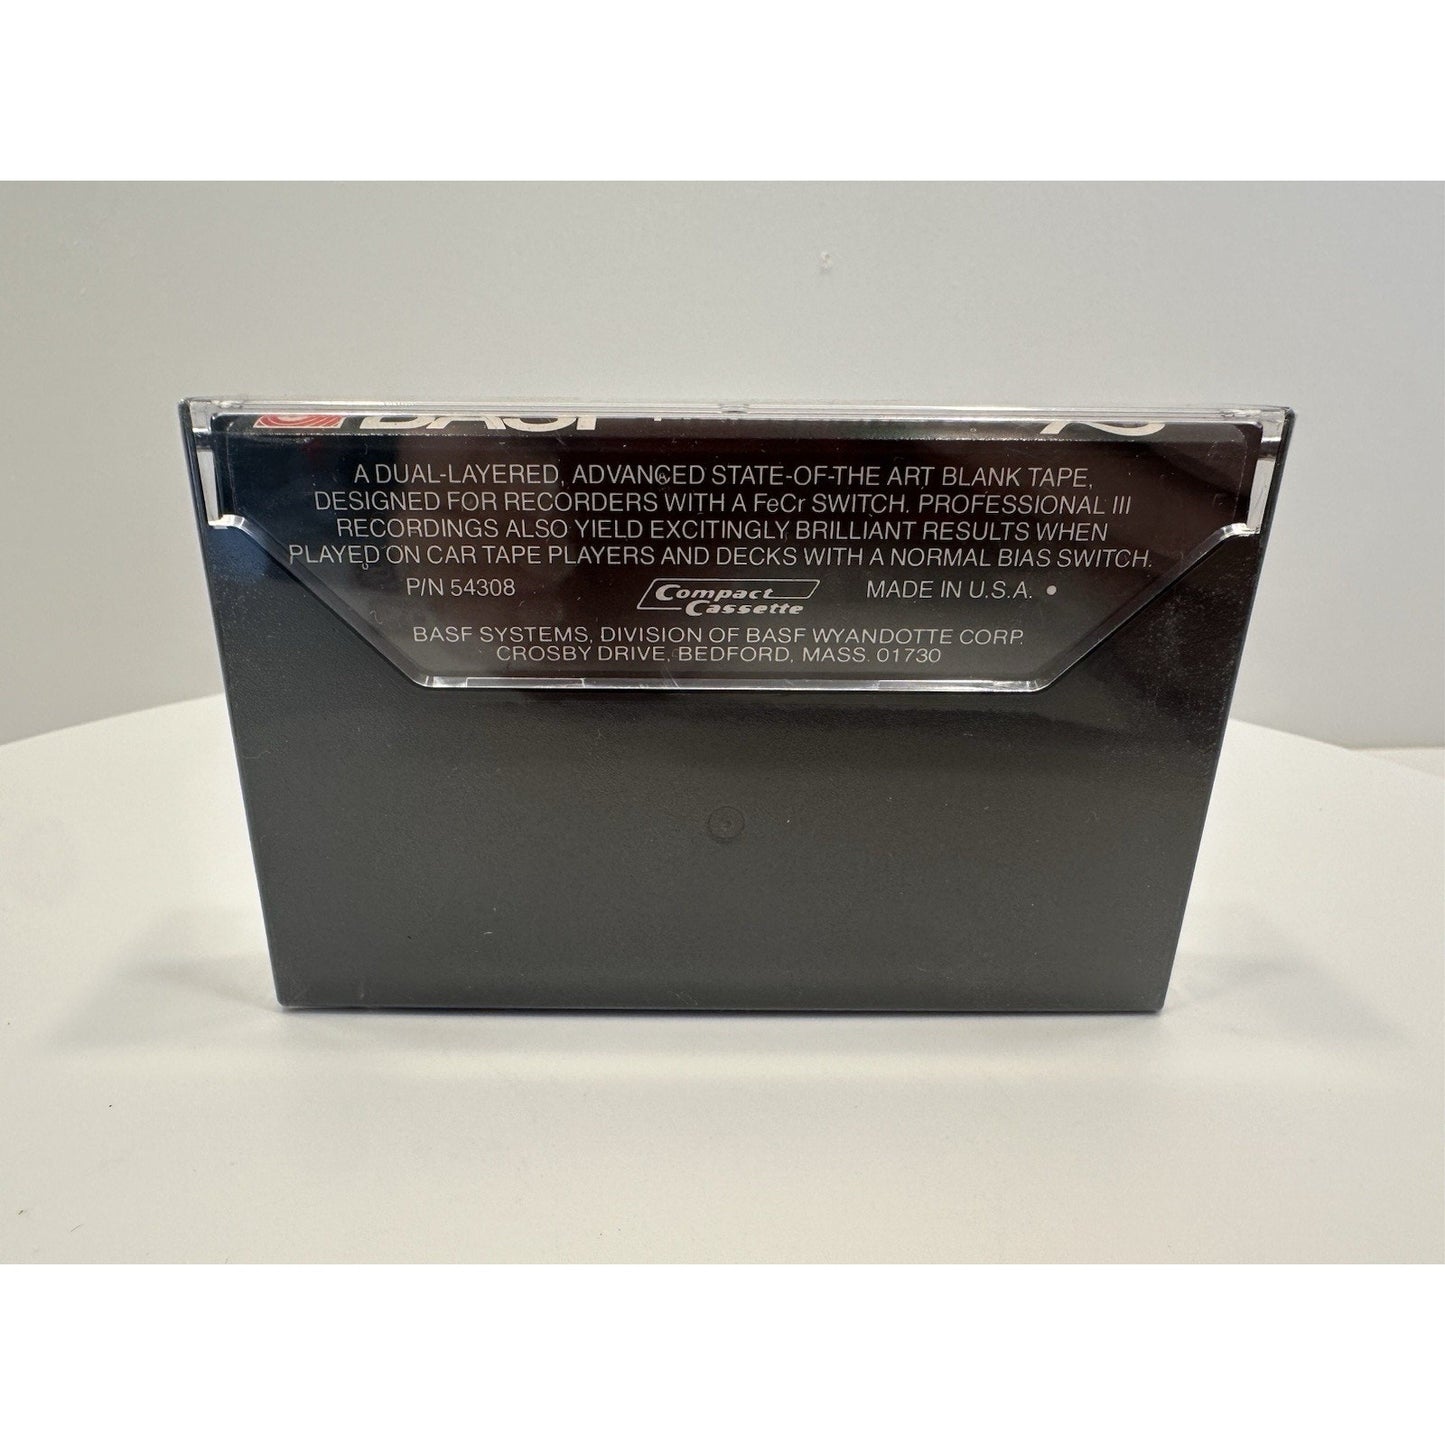 BASF
A DUAL-LAYERED, ADVANCED STATE-OF-THE ART BLANK TAPE,
DESIGNED FOR RECORDERS WITH A FeCr SWITCH. PROFESSIONAL III
RECORDINGS ALSO YIELD EXCITINGLY BRILLIANT RESULTS WHEN
PLAYED ON CAR TAPE PLAYERS AND DECKS WITH A NORMAL BIAS SWITCH.
P/N 54308 Compact Cassette MADE IN U.S.A. •
BASF SYSTEMS, DIVISION OF BASF WYANDOTTE CORP.
CROSBY DRIVE, BEDFORD, MASS. 01730